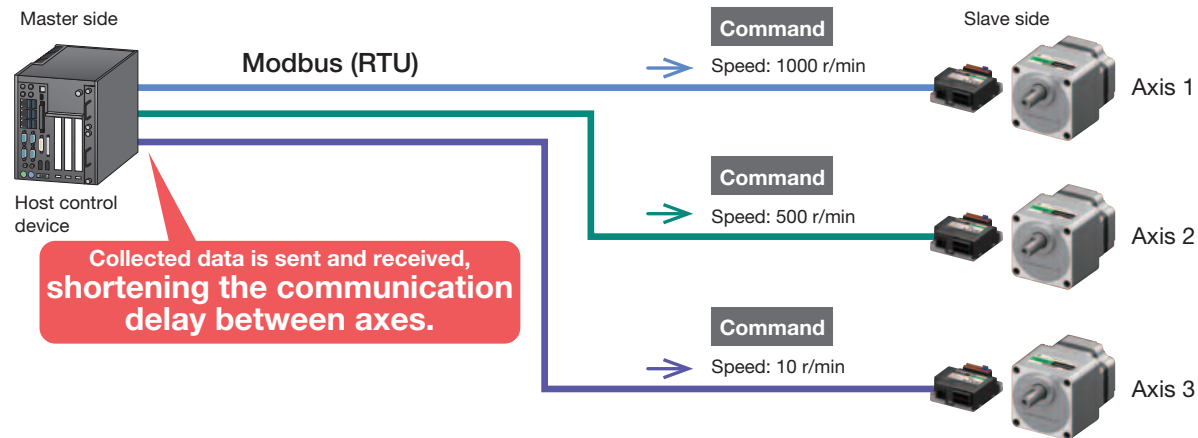 Master side
Command
Slave side
Modbus (RTU)
Speed: 1000 r/min
Axis 1
Host control
device
Command
Speed: 500 r/min
Axis 2
Collected data is sent and received,
shortening the communication
delay between axes.
Command
Speed: 10 r/min
Axis 3